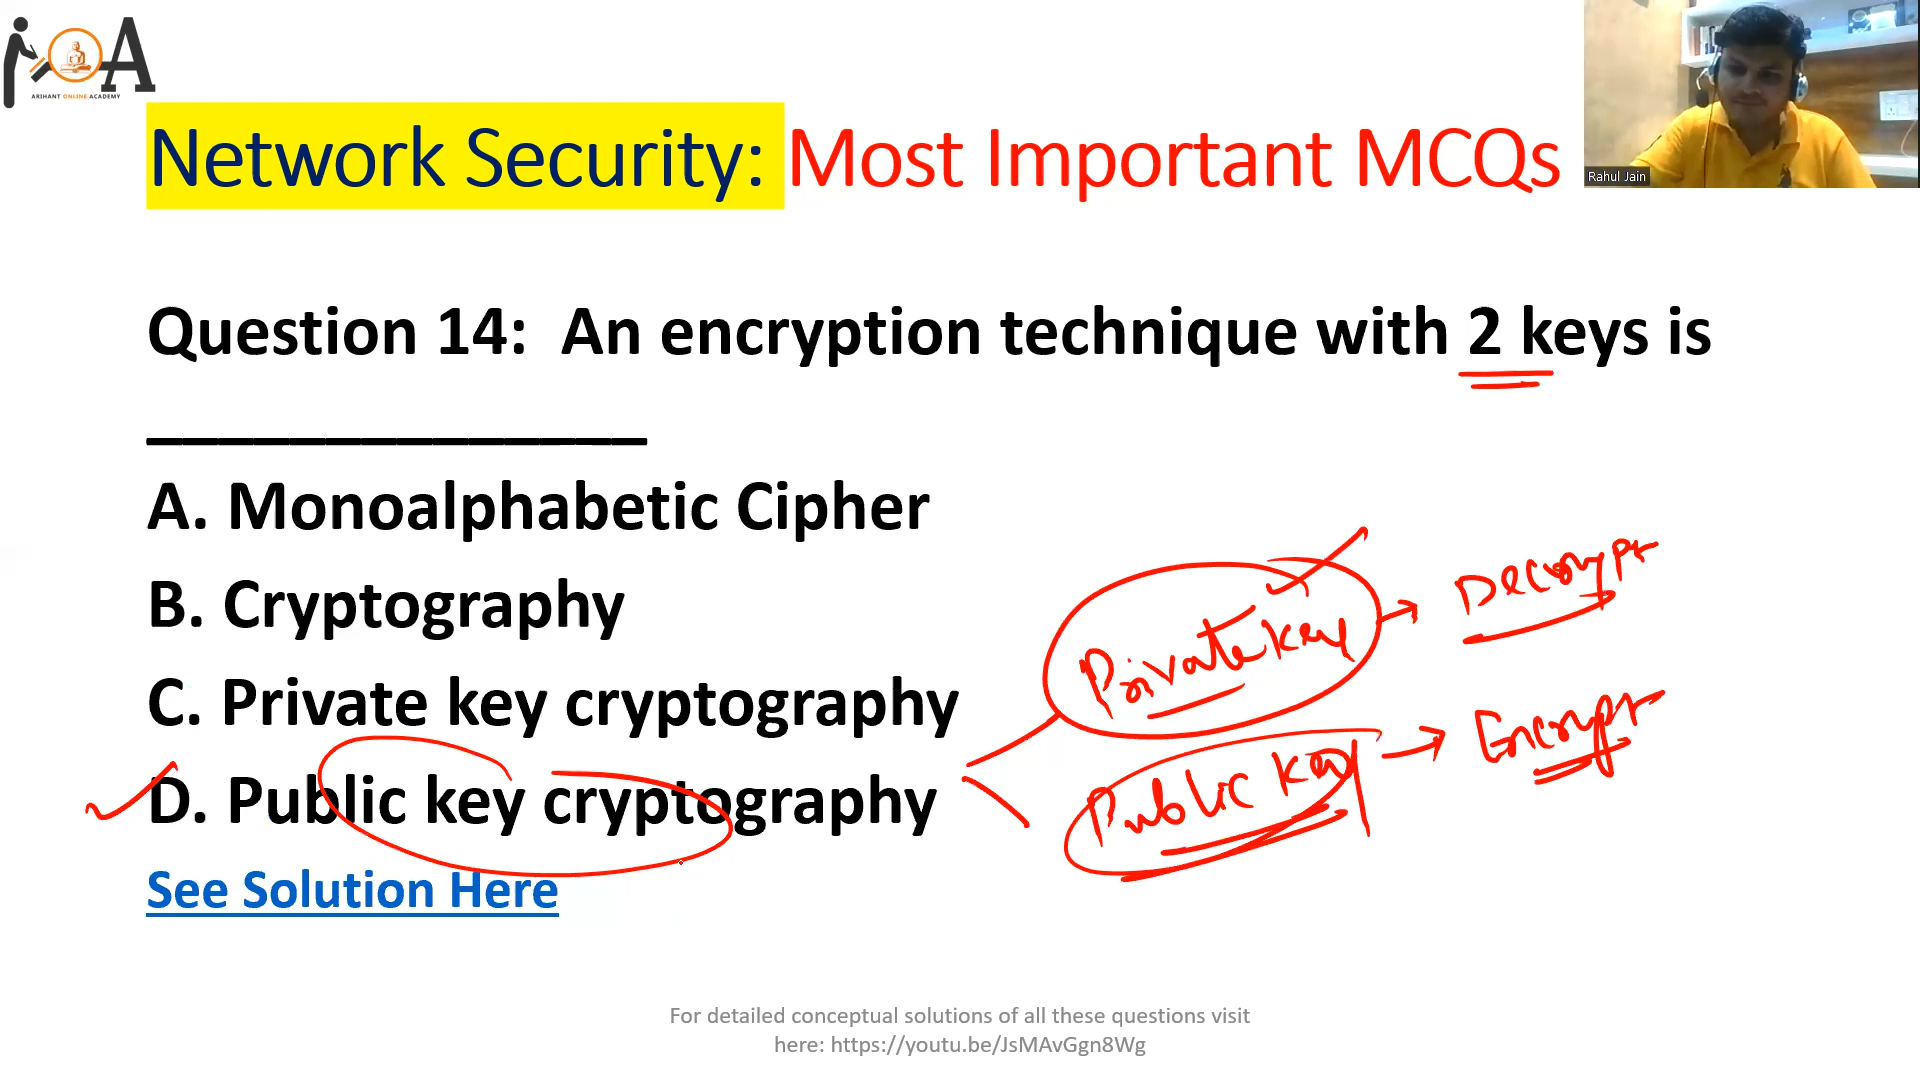 A
ARIHANT ONLINE ACADEMY
Network Security: Most Important MCQs
Rahul Jain
Question 14: An encryption technique with 2 keys is
______________
A. Monoalphabetic Cipher
B. Cryptography
C. Private key cryptography
D. Public key cryptography
See Solution Here
Private key → Decrypt
Public key → Encrypt
For detailed conceptual solutions of all these questions visit
here: https://youtu.be/JsMAvGgn8Wg